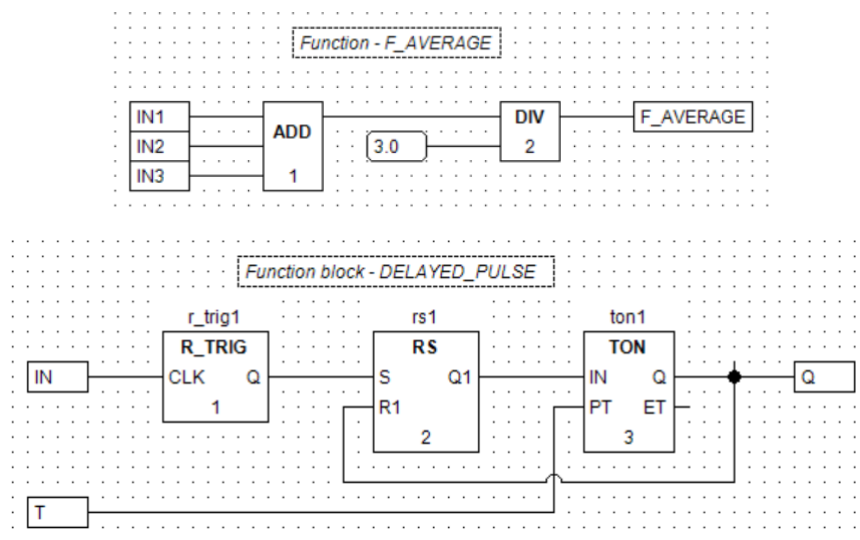 Function - F_AVERAGE
IN1
IN2
IN3
ADD
1
3.0
DIV
2
F_AVERAGE
Function block - DELAYED_PULSE
r_trig1
rs1
ton1
R_TRIG
RS
TON
IN
CLK Q
S Q1
IN Q
Q
R1
PT ET
1
2
3
T